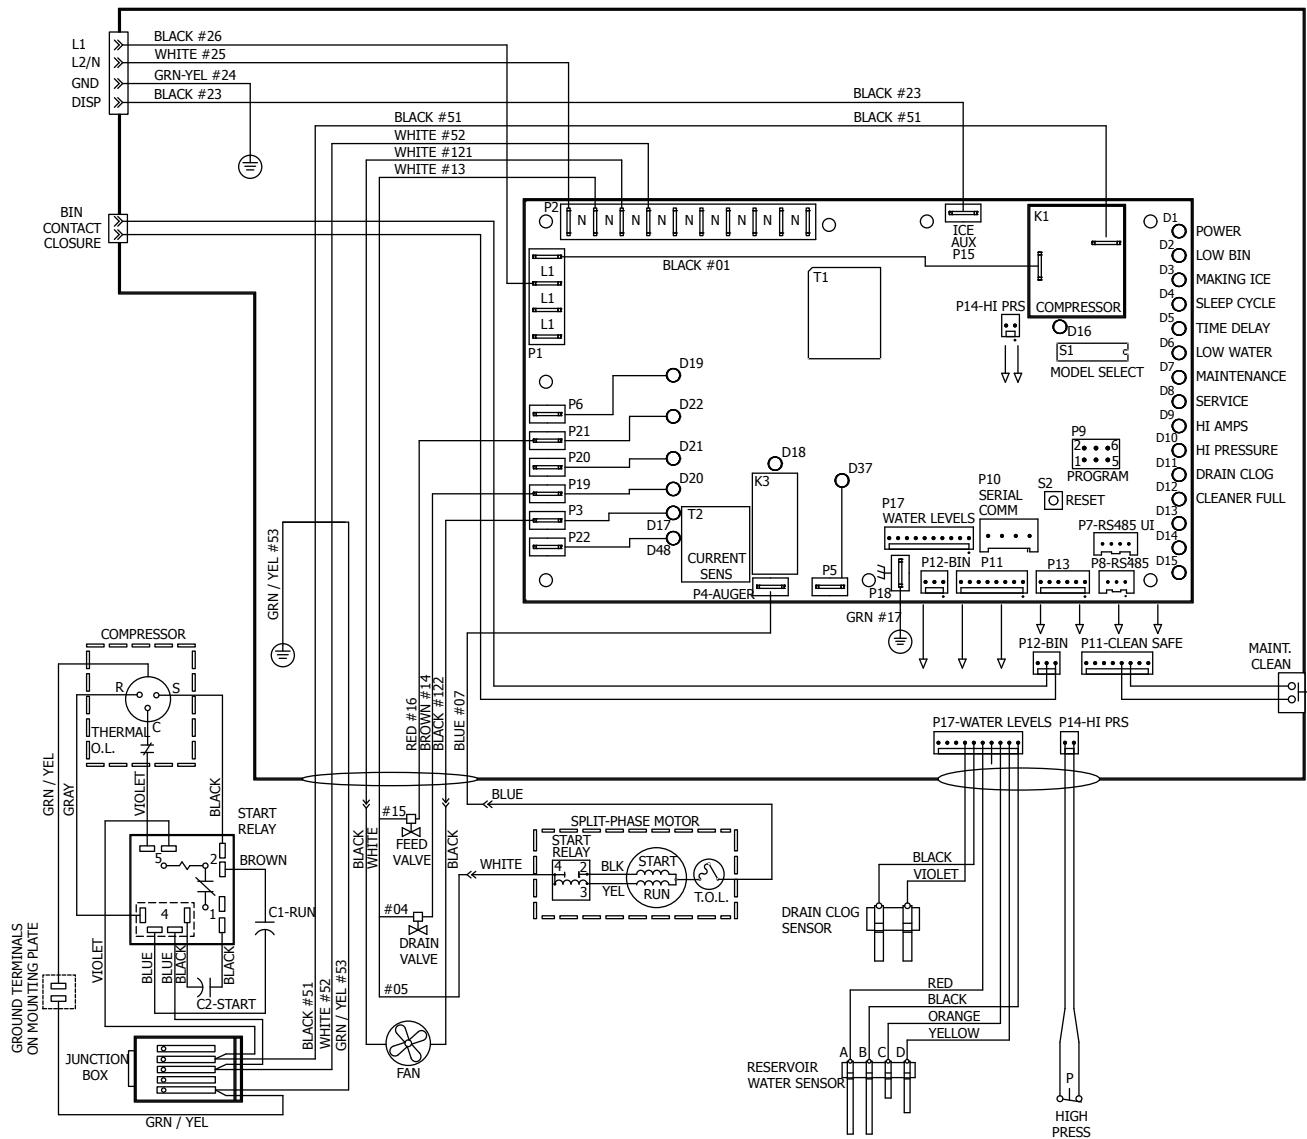 L1
BLACK #26
L2/N
WHITE #25
GND
GRN-YEL #24
DISP
BLACK #23
BLACK #23
BLACK #51
BLACK #51
WHITE #52
WHITE #121
WHITE #13
BIN
CONTACT
CLOSURE
P2
N N N N N N N N N
ICE
AUX
P15
K1
COMPRESSOR
BLACK #01
L1
L1
L1
P1
T1
P14-HI PRS
D16
S1
MODEL SELECT
D1
POWER
D2
LOW BIN
D3
MAKING ICE
D4
SLEEP CYCLE
D5
TIME DELAY
D6
LOW WATER
D7
MAINTENANCE
D8
SERVICE
D9
HI AMPS
D10
HI PRESSURE
D11
DRAIN CLOG
D12
CLEANER FULL
D13
D14
D15
P6
D19
P21
D22
P20
D21
P19
D20
P3
D17
P22
D48
T2
CURRENT
SENS
D18
K3
P4-AUGER
D37
P5
P9
2 6
1 5
PROGRAM
S2
RESET
P10
SERIAL
COMM
P17
WATER LEVELS
P7-RS485 UI
P12-BIN
P11
P13
P8-RS485
P18
GRN #17
P12-BIN
P11-CLEAN SAFE
MAINT.
CLEAN
P17-WATER LEVELS
P14-HI PRS
GRN / YEL #53
RED #16
BROWN #14
BLACK #122
BLUE #07
COMPRESSOR
R
S
C
THERMAL
O.L.
GRN / YEL
GRAY
VIOLET
BLACK
START
RELAY
5
2
BROWN
4
1
C1-RUN
VIOLET
BLUE
BLUE
BLACK
BLACK
C2-START
GROUND TERMINALS
ON MOUNTING PLATE
JUNCTION
BOX
GRN / YEL
BLACK #51
WHITE #52
GRN / YEL #53
BLACK
WHITE
#15
FEED
VALVE
BLACK
#04
DRAIN
VALVE
#05
FAN
BLUE
WHITE
SPLIT-PHASE MOTOR
START
RELAY
4 2
3
BLK
YEL
START
RUN
T.O.L.
BLACK
VIOLET
DRAIN CLOG
SENSOR
RED
BLACK
ORANGE
YELLOW
A B C D
RESERVOIR
WATER SENSOR
P
HIGH
PRESS